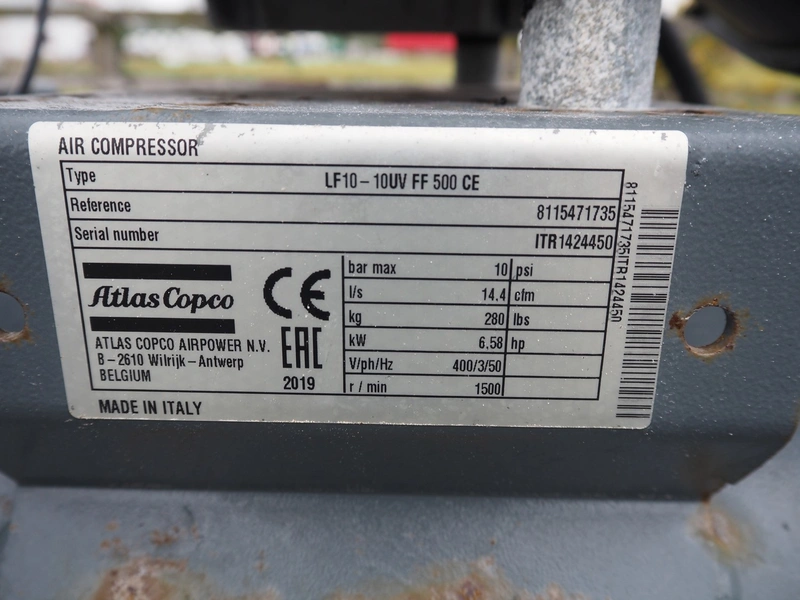 AIR COMPRESSOR
Type LF10-10UV FF 500 CE
Reference 8115471735
Serial number ITR1424450
8115471735ITR1424450
Atlas Copco
ATLAS COPCO AIRPOWER N.V.
B-2610 Wilrijk-Antwerp
BELGIUM
CE
EAC
2019
bar max 10 psi
l/s 14.4 cfm
kg 280 lbs
kW 6.58 hp
V/ph/Hz 400/3/50
r / min 1500
MADE IN ITALY